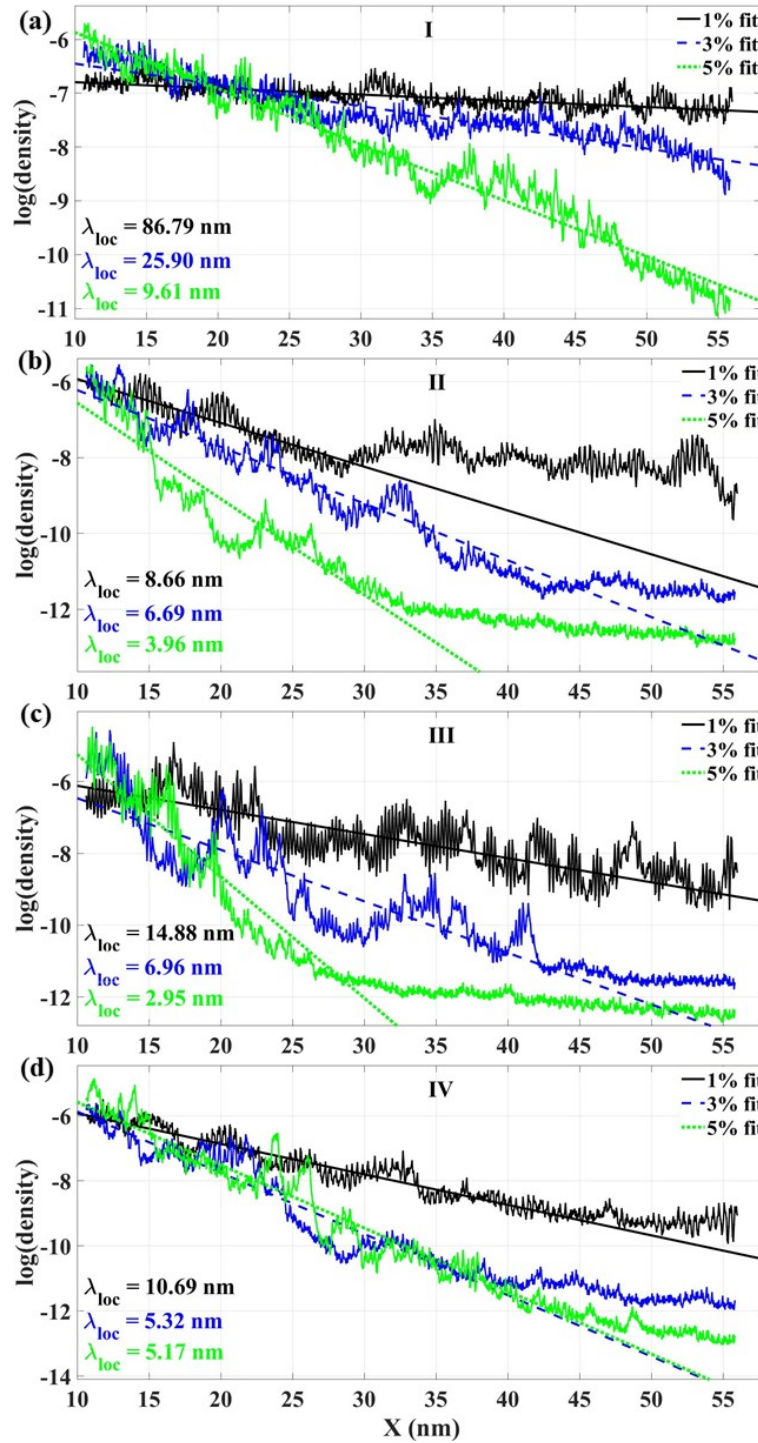 (a)
I
1% fit
3% fit
5% fit
log(density)
-6
-7
-8
-9
-10
-11
λloc = 86.79 nm
λloc = 25.90 nm
λloc = 9.61 nm
10 15 20 25 30 35 40 45 50 55
(b)
II
1% fit
3% fit
5% fit
log(density)
-6
-8
-10
-12
λloc = 8.66 nm
λloc = 6.69 nm
λloc = 3.96 nm
10 15 20 25 30 35 40 45 50 55
(c)
III
1% fit
3% fit
5% fit
log(density)
-6
-8
-10
-12
λloc = 14.88 nm
λloc = 6.96 nm
λloc = 2.95 nm
10 15 20 25 30 35 40 45 50 55
(d)
IV
1% fit
3% fit
5% fit
log(density)
-6
-8
-10
-12
-14
λloc = 10.69 nm
λloc = 5.32 nm
λloc = 5.17 nm
10 15 20 25 30 35 40 45 50 55
X (nm)